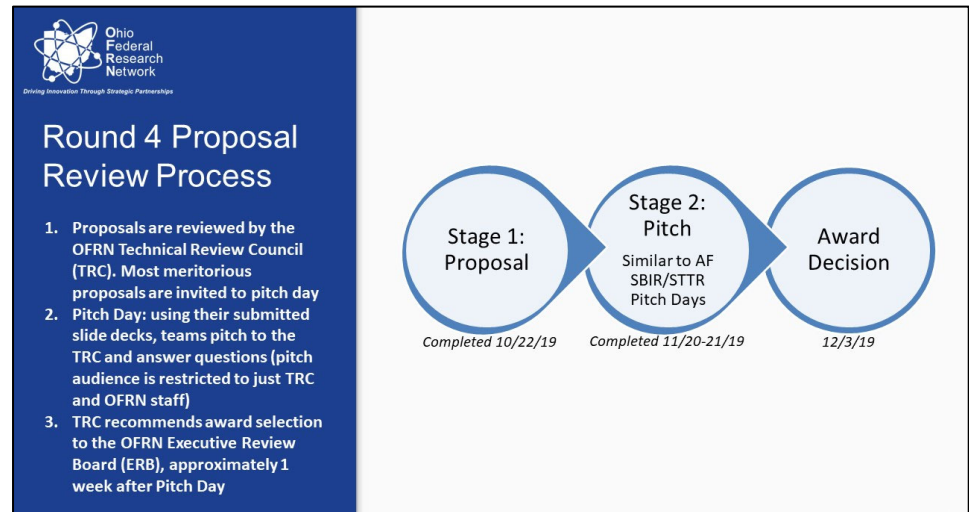 Ohio
Federal
Research
Network
Driving Innovation Through Strategic Partnerships
Round 4 Proposal
Review Process
1. Proposals are reviewed by the
OFRN Technical Review Council
(TRC). Most meritorious
proposals are invited to pitch day
2. Pitch Day: using their submitted
slide decks, teams pitch to the
TRC and answer questions (pitch
audience is restricted to just TRC
and OFRN staff)
3. TRC recommends award selection
to the OFRN Executive Review
Board (ERB), approximately 1
week after Pitch Day
Stage 1:
Proposal
Completed 10/22/19
Stage 2:
Pitch
Similar to AF
SBIR/STTR
Pitch Days
Completed 11/20-21/19
Award
Decision
12/3/19